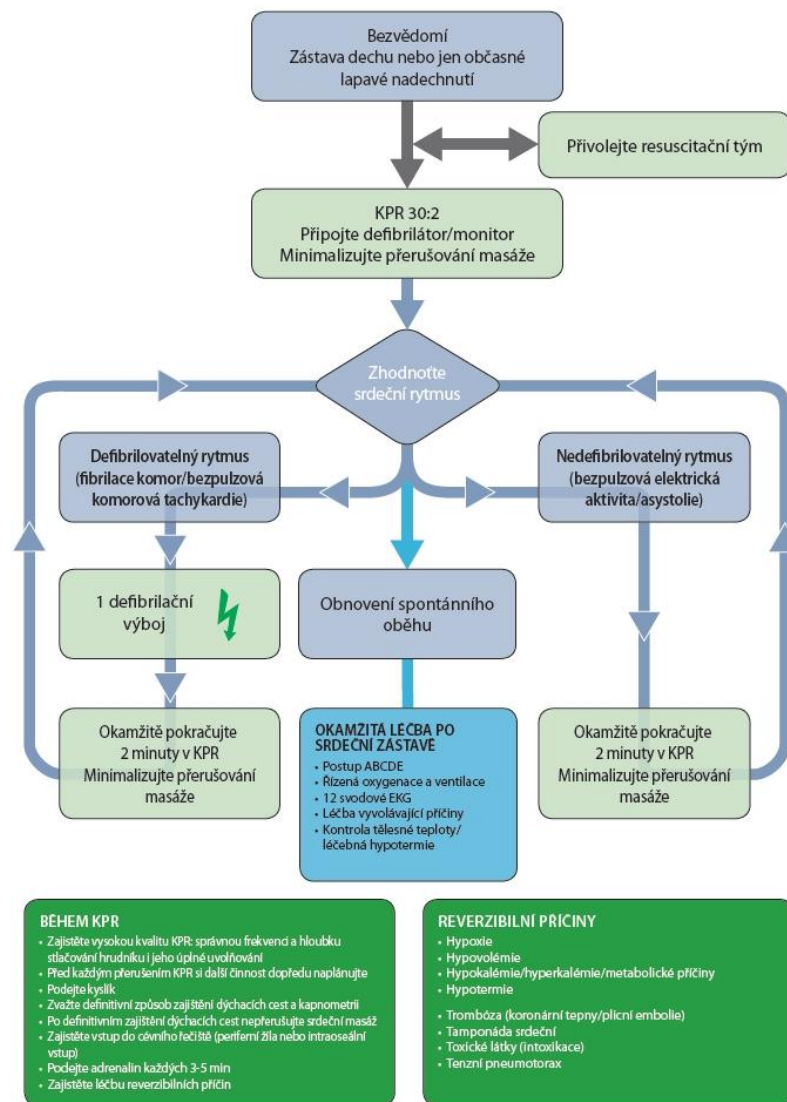 Bezvědomí
Zástava dechu nebo jen občasné
lapavé nadechnutí
Přivolejte resuscitační tým
KPR 30:2
Připojte defibrilátor/monitor
Minimalizujte přerušování masáže
Zhodnoťte
srdeční rytmus
Defibrilovatelný rytmus
(fibrilace komor/bezpulzová
komorová tachykardie)
Nedefibrilovatelný rytmus
(bezpulzová elektrická
aktivita/asystolie)
1 defibrilační
výboj
Obnovení spontánního
oběhu
Okamžitě pokračujte
2 minuty v KPR
Minimalizujte přerušování
masáže
OKAMŽITÁ LÉČBA PO
SRDEČNÍ ZÁSTAVĚ
• Postup ABCDE
• Řízená oxygenace a ventilace
• 12 svodové EKG
• Léčba vyvolávající příčiny
• Kontrola tělesné teploty/
léčebná hypotermie
Okamžitě pokračujte
2 minuty v KPR
Minimalizujte přerušování
masáže
BĚHEM KPR
• Zajistěte vysokou kvalitu KPR: správnou frekvenci a hloubku
stlačování hrudníku i jeho úplné uvolňování
• Před každým přerušením KPR si další činnost dopředu naplánujte
• Podejte kyslík
• Zvažte definitivní způsob zajištění dýchacích cest a kapnometrii
• Po definitivním zajištění dýchacích cest nepřerušujte srdeční masáž
• Zajistěte vstup do cévního řečiště (periferní žíla nebo intraoseální
vstup)
• Podejte adrenalin každých 3-5 min
• Zajistěte léčbu reverzibilních příčin
REVERZIBILNÍ PŘÍČINY
• Hypoxie
• Hypovolémie
• Hypokalémie/hyperkalémie/metabolické příčiny
• Hypotermie
• Trombóza (koronární tepny/plicní embolie)
• Tamponáda srdeční
• Toxické látky (intoxikace)
• Tenzní pneumotorax